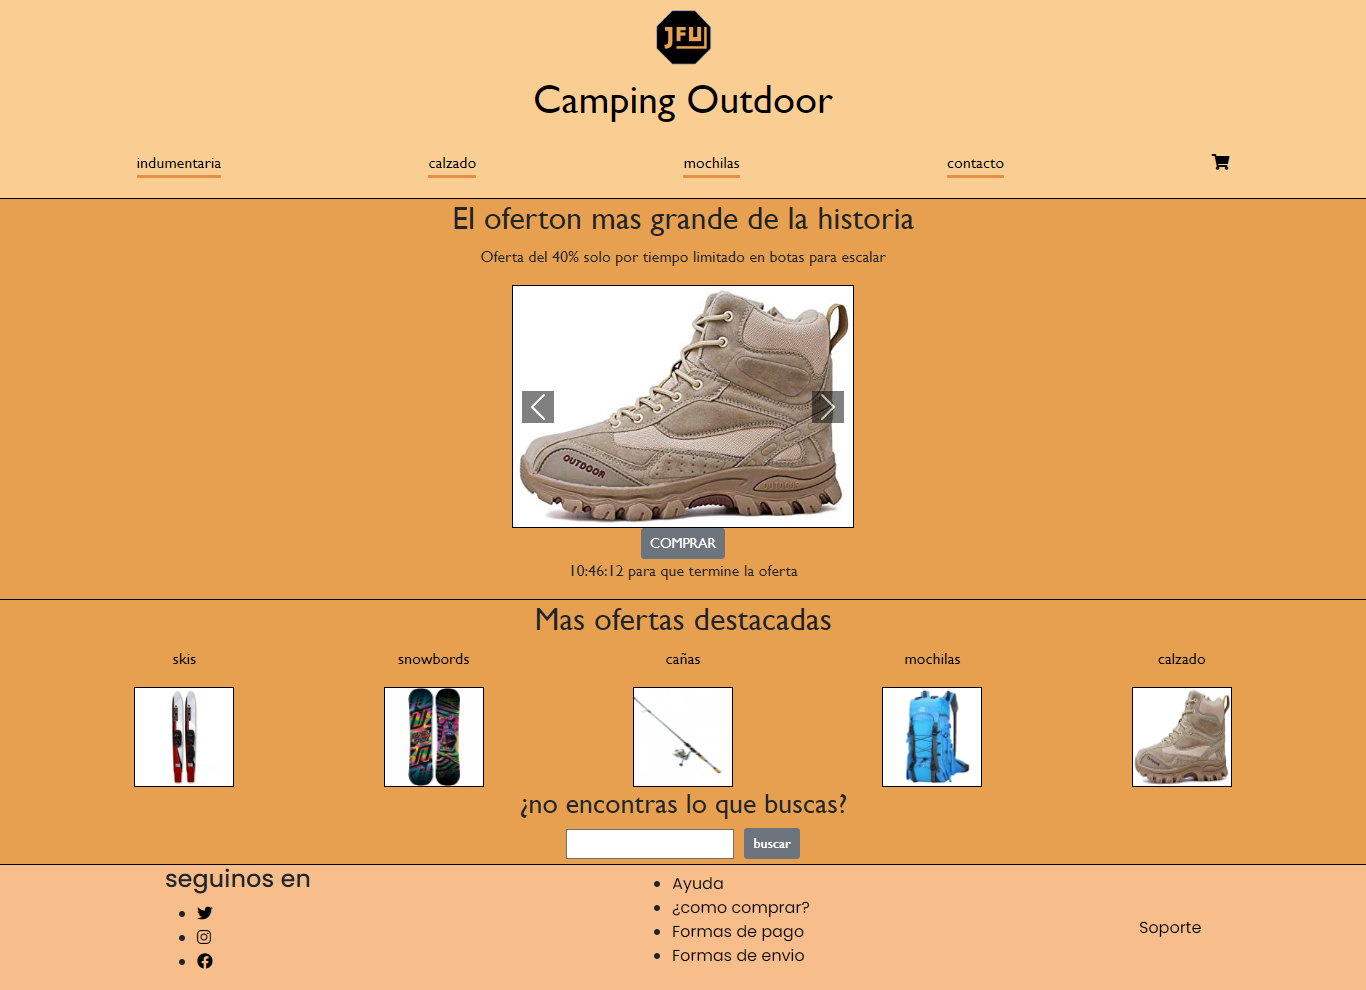 JFU
Camping Outdoor
indumentaria calzado mochilas contacto
El oferton mas grande de la historia
Oferta del 40% solo por tiempo limitado en botas para escalar
OUTDOOR
OUTDOOR
COMPRAR
10:46:12 para que termine la oferta
Mas ofertas destacadas
skis snowbords cañas mochilas calzado
¿no encontras lo que buscas?
buscar
seguinos en
Ayuda
¿como comprar?
Formas de pago
Formas de envio
Soporte